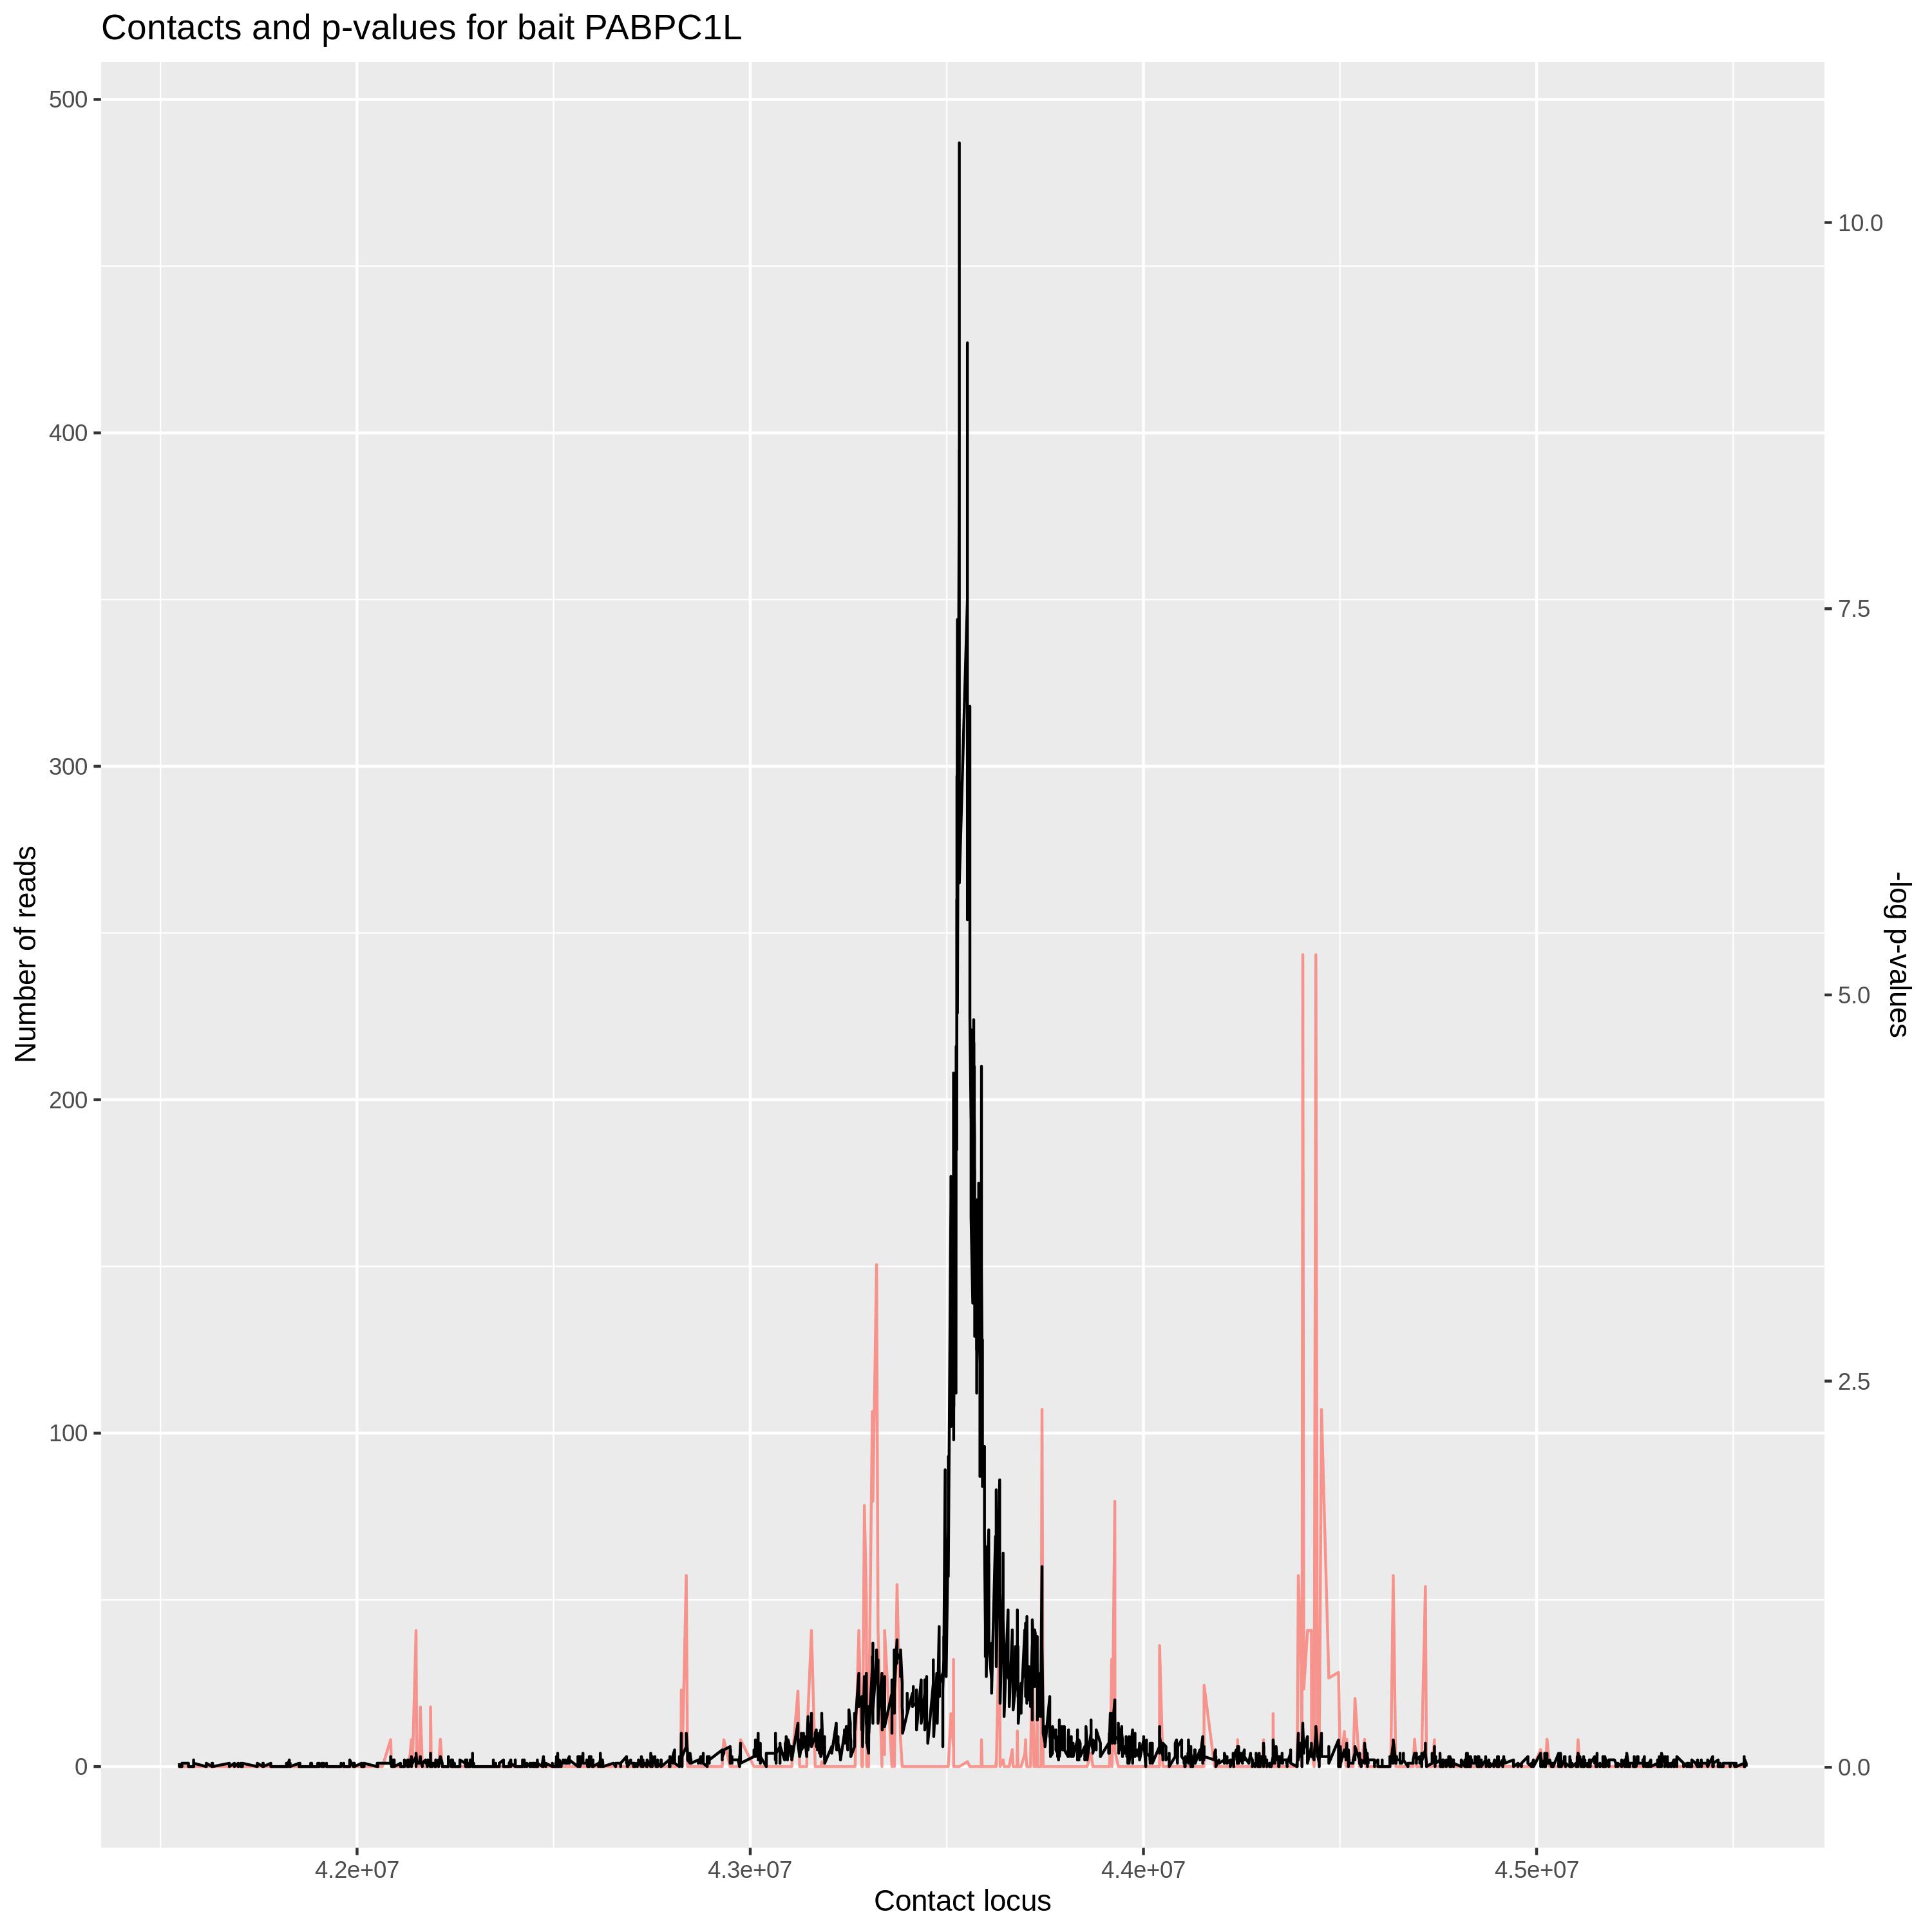 Contacts and p-values for bait PABPC1L
500
400
300
200
100
0
Number of reads
10.0
7.5
5.0
2.5
0.0
-log p-values
4.2e+07 4.3e+07 4.4e+07 4.5e+07
Contact locus